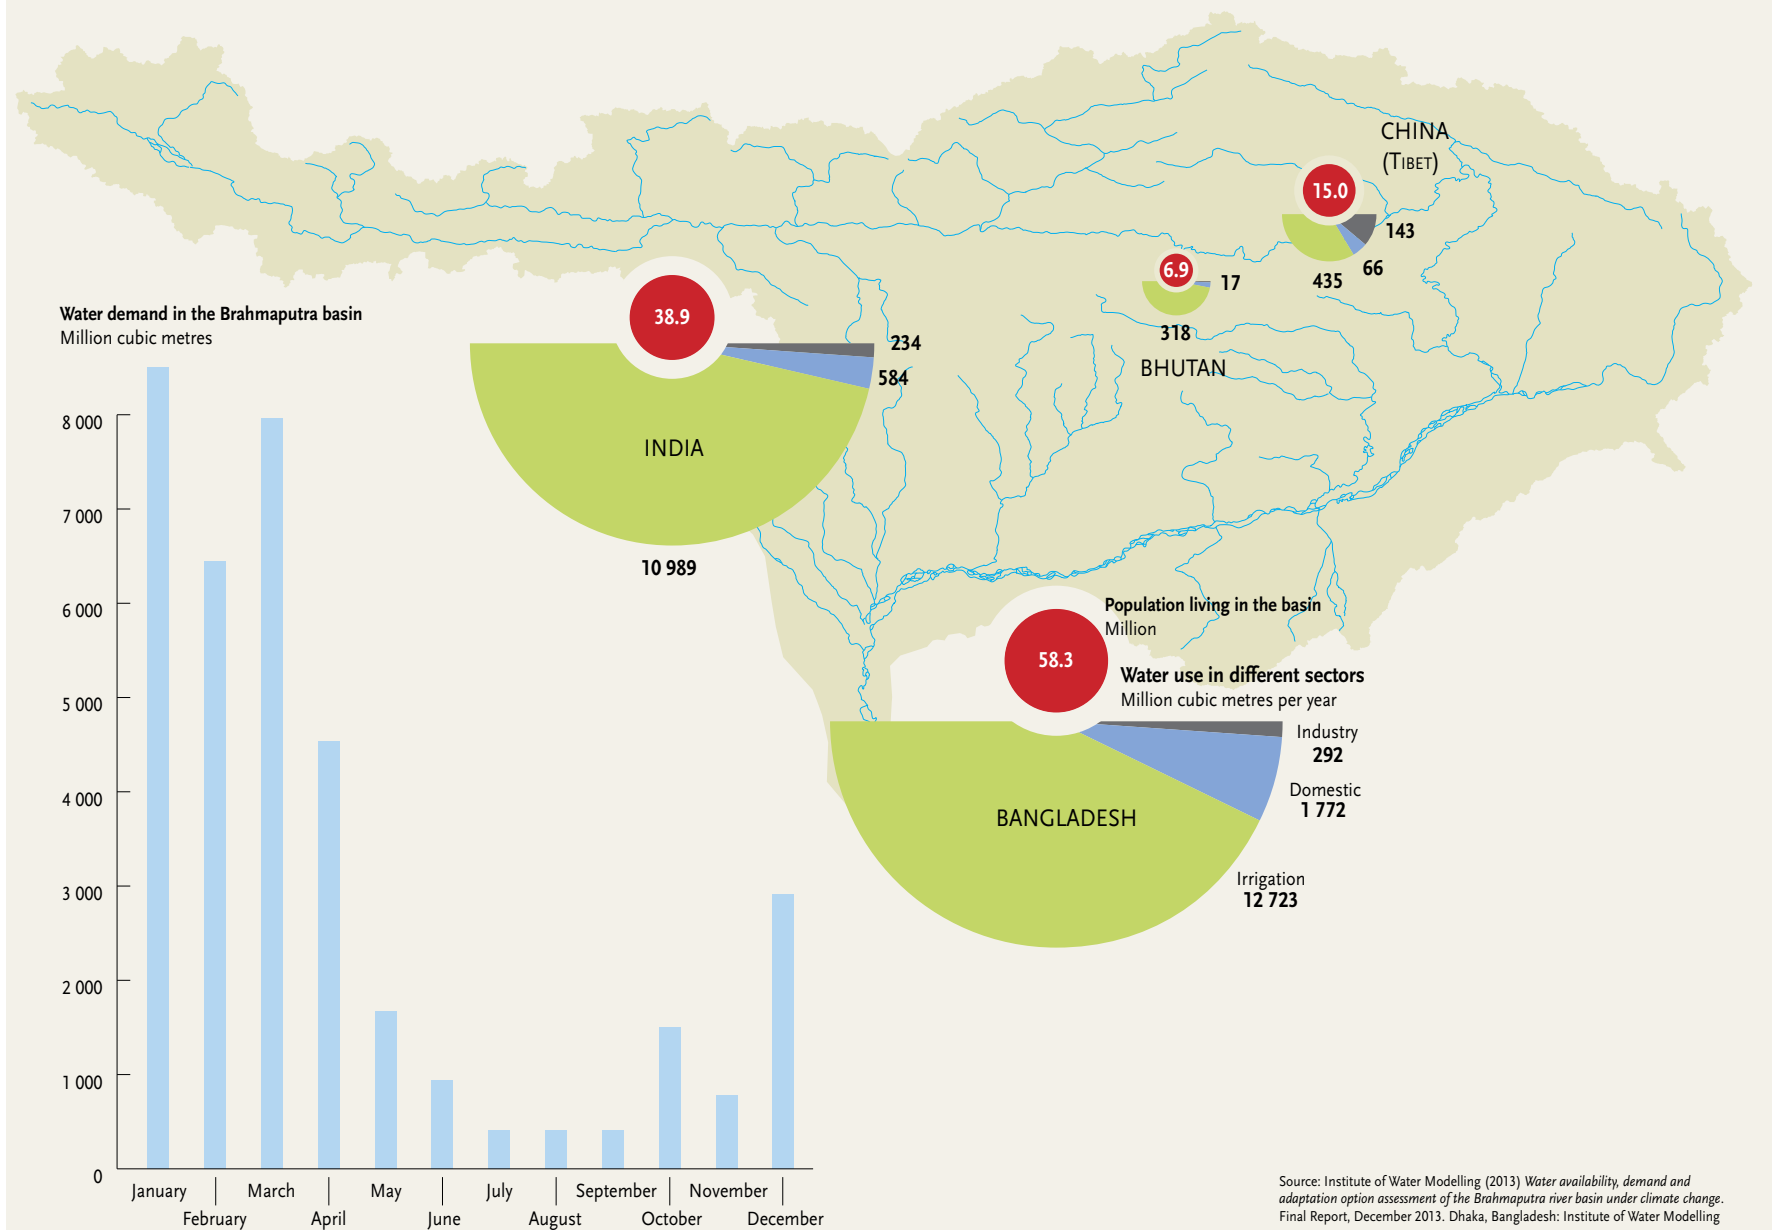 CHINA
(TIBET)
15.0
143
66
435
6.9
17
318
BHUTAN
Water demand in the Brahmaputra basin
Million cubic metres
38.9
234
584
INDIA
10 989
Population living in the basin
Million
58.3
Water use in different sectors
Million cubic metres per year
Industry
292
Domestic
1 772
BANGLADESH
Irrigation
12 723
8 000
7 000
6 000
5 000
4 000
3 000
2 000
1 000
0
January
February
March
April
May
June
July
August
September
October
November
December
Source: Institute of Water Modelling (2013) Water availability, demand and
adaptation option assessment of the Brahmaputra river basin under climate change.
Final Report, December 2013. Dhaka, Bangladesh: Institute of Water Modelling